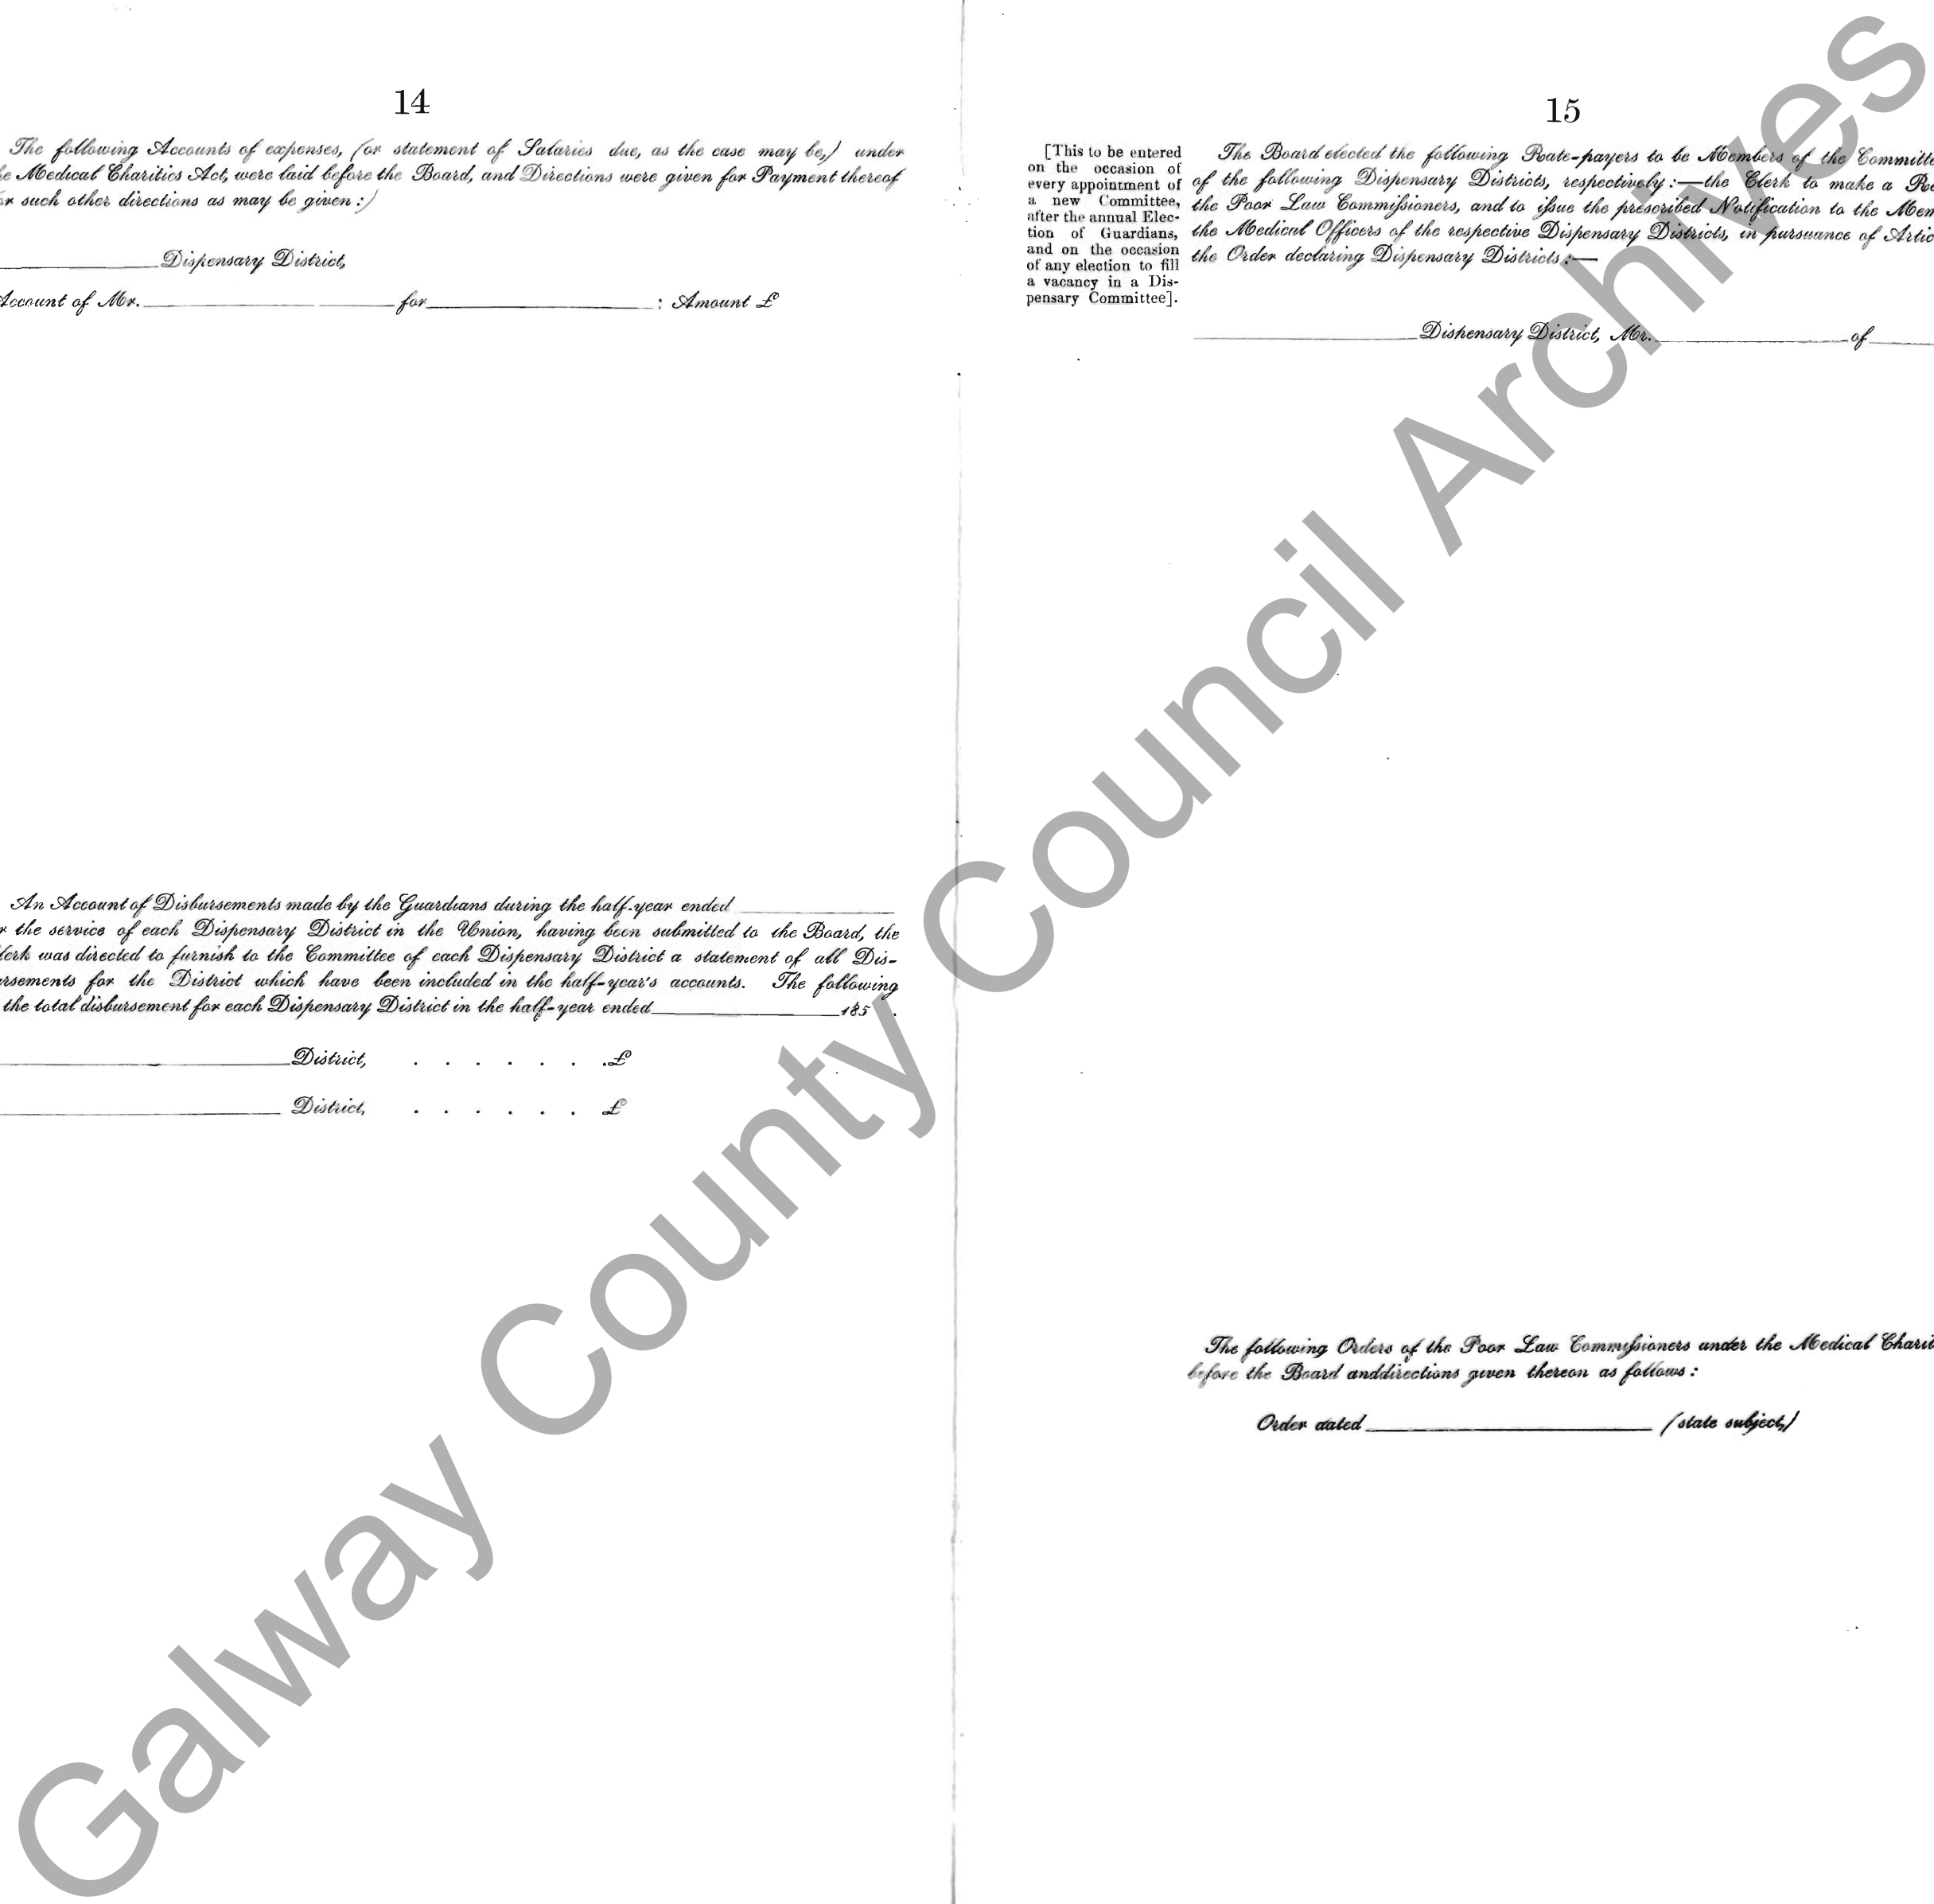 14
The following Accounts of expenses, (or statement of Salaries due, as the case may be,) under
e Medical Charities Act, were laid before the Board, and Directions were given for Payment thereof
or such other directions as may be given :)
Dispensary District,
Account of Mr. for : Amount £
An Account of Disbursements made by the Guardians during the half-year ended
r the service of each Dispensary District in the Union, having been submitted to the Board, the
lerk was directed to furnish to the Committee of each Dispensary District a statement of all Dis-
ursements for the District which have been included in the half-year's accounts. The following
the total disbursement for each Dispensary District in the half-year ended 185 .
District, . . . . . . . £
District, . . . . . . £
15
[This to be entered
on the occasion of
every appointment of
a new Committee,
after the annual Elec-
tion of Guardians,
and on the occasion
of any election to fill
a vacancy in a Dis-
pensary Committee].
The Board elected the following Rate-payers to be Members of the Committe
of the following Dispensary Districts, respectively :—the Clerk to make a Re
the Poor Law Commissioners, and to issue the prescribed Notification to the Mem
the Medical Officers of the respective Dispensary Districts, in pursuance of Artic
the Order declaring Dispensary Districts :—
Dispensary District, Mr. of
The following Orders of the Poor Law Commissioners under the Medical Charit
before the Board anddirections given thereon as follows :
Order dated (state subject,)
Galway County Council Archives